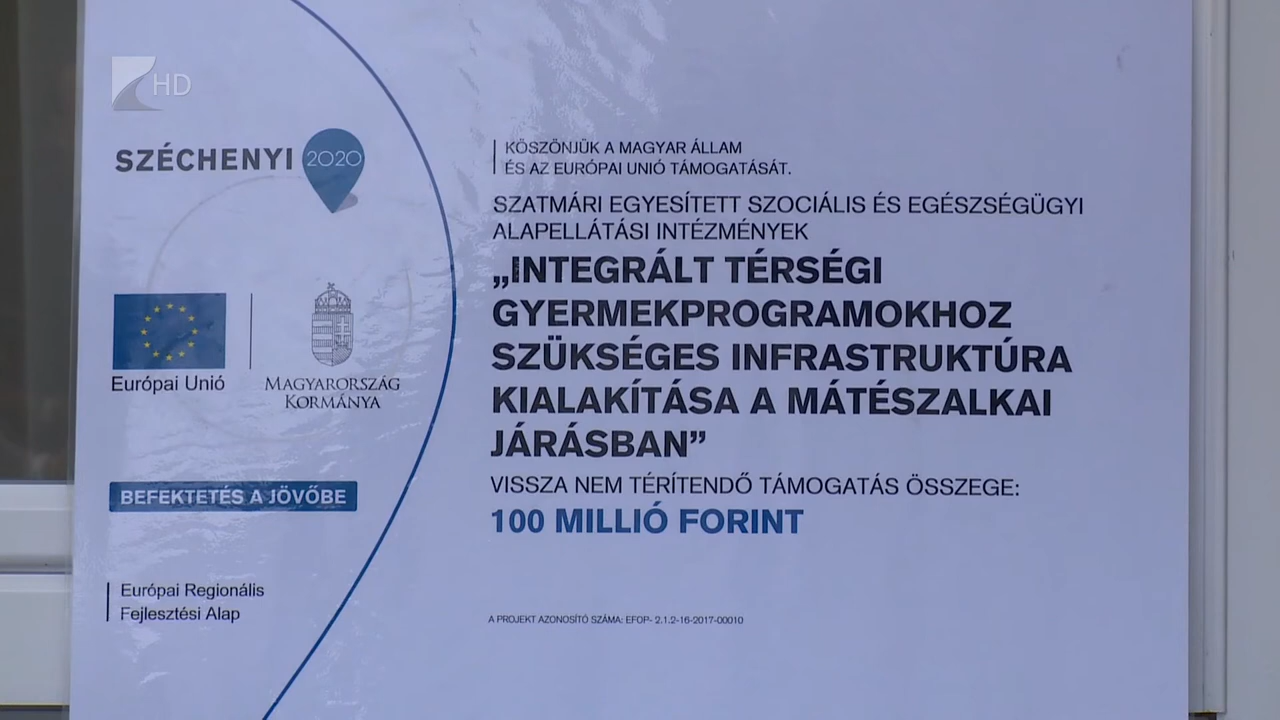 HD
SZÉCHENYI 2020
Európai Unió
MAGYARORSZÁG
KORMÁNYA
BEFEKTETÉS A JÖVŐBE
Európai Regionális
Fejlesztési Alap
KÖSZÖNJÜK A MAGYAR ÁLLAM
ÉS AZ EURÓPAI UNIÓ TÁMOGATÁSÁT.
SZATMÁRI EGYESÍTETT SZOCIÁLIS ÉS EGÉSZSÉGÜGYI
ALAPELLÁTÁSI INTÉZMÉNYEK
„INTEGRÁLT TÉRSÉGI
GYERMEKPROGRAMOKHOZ
SZÜKSÉGES INFRASTRUKTÚRA
KIALAKÍTÁSA A MÁTÉSZALKAI
JÁRÁSBAN”
VISSZA NEM TÉRÍTENDŐ TÁMOGATÁS ÖSSZEGE:
100 MILLIÓ FORINT
A PROJEKT AZONOSÍTÓ SZÁMA: EFOP- 2.1.2-16-2017-00010